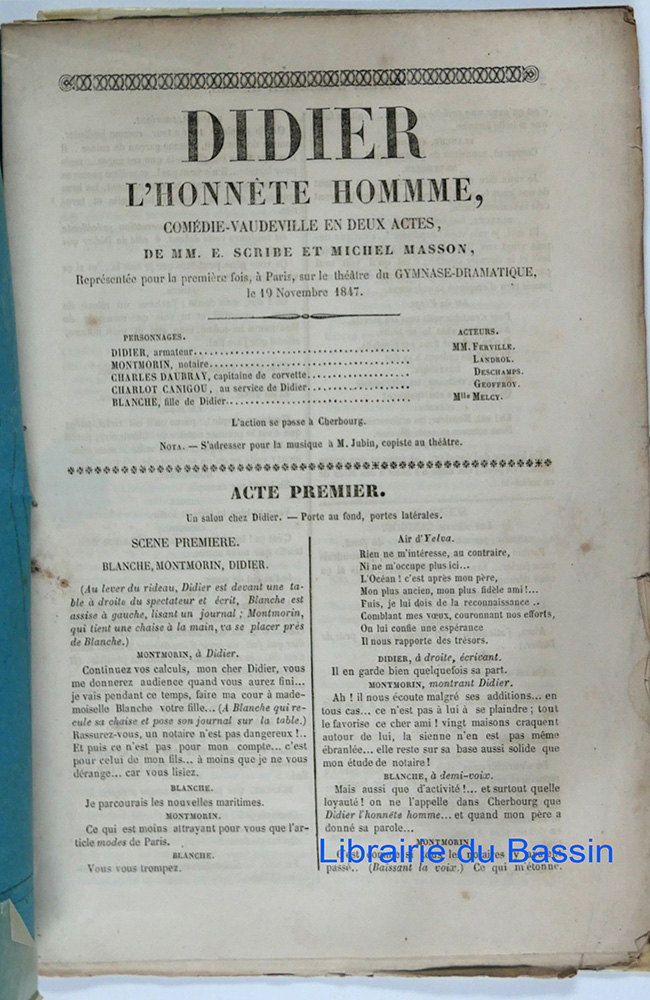 DIDIER
L'HONNÊTE HOMMME,
COMÉDIE-VAUDEVILLE EN DEUX ACTES,
DE MM. E. SCRIBE ET MICHEL MASSON,
Représentée pour la première fois, à Paris, sur le théâtre du GYMNASE-DRAMATIQUE,
le 19 Novembre 1847.
PERSONNAGES. ACTEURS.
DIDIER, armateur MM. FERVILLE.
MONTMORIN, notaire LANDROL.
CHARLES DAUBRAY, capitaine de corvette DESCHAMPS.
CHARLOT CANIGOU, au service de Didier GEOFFROY.
BLANCHE, fille de Didier Mlle MELCY.
L'action se passe à Cherbourg.
NOTA. — S'adresser pour la musique à M. Jubin, copiste au théâtre.
ACTE PREMIER.
Un salon chez Didier. — Porte au fond, portes latérales.
SCENE PREMIERE.
BLANCHE, MONTMORIN, DIDIER.
(Au lever du rideau, Didier est devant une ta-
ble à droite du spectateur et écrit, Blanche est
assise à gauche, lisant un journal ; Montmorin,
qui tient une chaise à la main, va se placer près
de Blanche.)
MONTMORIN, à Didier.
Continuez vos calculs, mon cher Didier, vous
me donnerez audience quand vous aurez fini...
je vais pendant ce temps, faire ma cour à made-
moiselle Blanche votre fille... (A Blanche qui re-
cule sa chaise et pose son journal sur la table.)
Rassurez-vous, un notaire n'est pas dangereux !..
Et puis ce n'est pas pour mon compte... c'est
pour celui de mon fils... à moins que je ne vous
dérange... car vous lisiez.
BLANCHE.
Je parcourais les nouvelles maritimes.
MONTMORIN.
Ce qui est moins attrayant pour vous que l'ar-
ticle modes de Paris.
BLANCHE.
Vous vous trompez.
Air d'Yelva.
Rien ne m'intéresse, au contraire,
Ni ne m'occupe plus ici...
L'Océan ! c'est après mon père,
Mon plus ancien, mon plus fidèle ami !...
Puis, je lui dois de la reconnaissance ..
Comblant mes vœux, couronnant nos efforts,
On lui confie une espérance
Il nous rapporte des trésors.
DIDIER, à droite, écrivant.
Il en garde bien quelquefois sa part.
MONTMORIN, montrant Didier.
Ah ! il nous écoute malgré ses additions... en
tous cas... ce n'est pas à lui à se plaindre ; tout
le favorise ce cher ami ! vingt maisons craquent
autour de lui, la sienne n'en est pas même
ébranlée... elle reste sur sa base aussi solide que
mon étude de notaire !
BLANCHE, à demi-voix.
Mais aussi que d'activité !... et surtout quelle
loyauté ! on ne l'appelle dans Cherbourg que
Didier l'honnête homme... et quand mon père a
donné sa parole...
MONTMORIN.
C'est comme si les notaires y
passé.. (Baissant la voix.) Ce qui m'étonne.
Librairie du Bassin